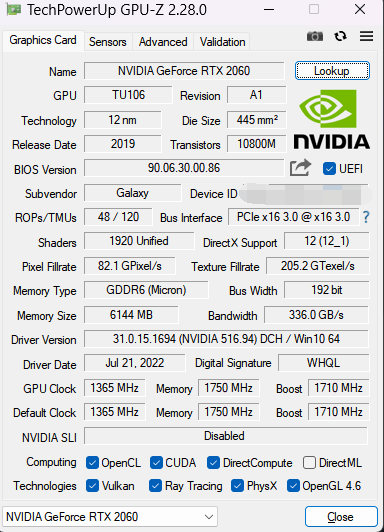 TechPowerUp GPU-Z 2.28.0
Graphics Card Sensors Advanced Validation
Name NVIDIA GeForce RTX 2060 Lookup
GPU TU106 Revision A1
Technology 12 nm Die Size 445 mm²
Release Date 2019 Transistors 10800M
NVIDIA
BIOS Version 90.06.30.00.86 UEFI
Subvendor Galaxy Device ID
ROPs/TMUs 48 / 120 Bus Interface PCIe x16 3.0 @ x16 3.0 ?
Shaders 1920 Unified DirectX Support 12 (12_1)
Pixel Fillrate 82.1 GPixel/s Texture Fillrate 205.2 GTexel/s
Memory Type GDDR6 (Micron) Bus Width 192 bit
Memory Size 6144 MB Bandwidth 336.0 GB/s
Driver Version 31.0.15.1694 (NVIDIA 516.94) DCH / Win10 64
Driver Date Jul 21, 2022 Digital Signature WHQL
GPU Clock 1365 MHz Memory 1750 MHz Boost 1710 MHz
Default Clock 1365 MHz Memory 1750 MHz Boost 1710 MHz
NVIDIA SLI Disabled
Computing OpenCL CUDA DirectCompute DirectML
Technologies Vulkan Ray Tracing PhysX OpenGL 4.6
NVIDIA GeForce RTX 2060 Close